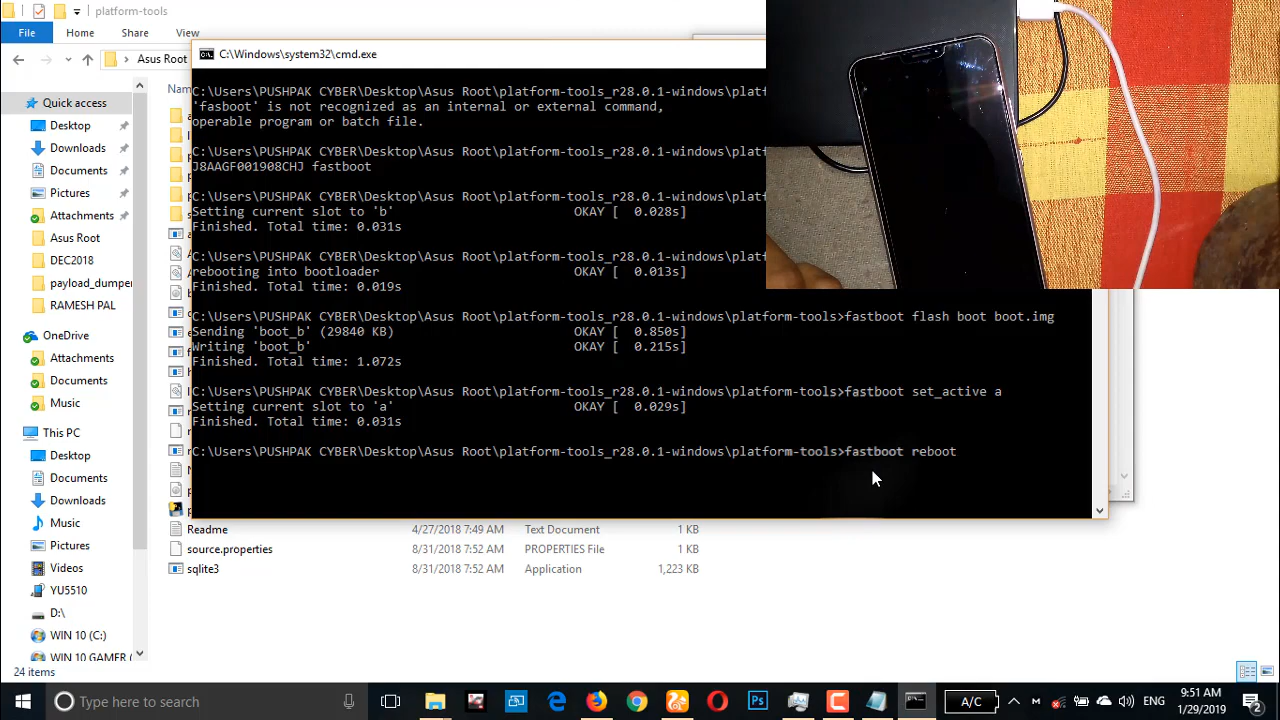 platform-tools
File
Home
Share
View
Asus Root
C:\Windows\system32\cmd.exe
Quick access
Desktop
Downloads
Documents
Pictures
Attachments
Asus Root
DEC2018
payload_dumper
RAMESH PAL
OneDrive
Attachments
Documents
Music
This PC
Desktop
Documents
Downloads
Music
Pictures
Videos
YU5510
D:\
WIN 10 (C:)
WIN 10 GAMER (
24 items
C:\Users\PUSHPAK CYBER\Desktop\Asus Root\platform-tools_r28.0.1-windows\platf
'fasboot' is not recognized as an internal or external command,
operable program or batch file.
C:\Users\PUSHPAK CYBER\Desktop\Asus Root\platform-tools_r28.0.1-windows\platf
J8AAGF001908CHJ fastboot
C:\Users\PUSHPAK CYBER\Desktop\Asus Root\platform-tools_r28.0.1-windows\platf
Setting current slot to 'b' OKAY [ 0.028s]
Finished. Total time: 0.031s
C:\Users\PUSHPAK CYBER\Desktop\Asus Root\platform-tools_r28.0.1-windows\platf
rebooting into bootloader OKAY [ 0.013s]
Finished. Total time: 0.019s
C:\Users\PUSHPAK CYBER\Desktop\Asus Root\platform-tools_r28.0.1-windows\platform-tools>fastboot flash boot boot.img
Sending 'boot_b' (29840 KB) OKAY [ 0.850s]
Writing 'boot_b' OKAY [ 0.215s]
Finished. Total time: 1.072s
C:\Users\PUSHPAK CYBER\Desktop\Asus Root\platform-tools_r28.0.1-windows\platform-tools>fastboot set_active a
Setting current slot to 'a' OKAY [ 0.029s]
Finished. Total time: 0.031s
C:\Users\PUSHPAK CYBER\Desktop\Asus Root\platform-tools_r28.0.1-windows\platform-tools>fastboot reboot
Readme 4/27/2018 7:49 AM Text Document 1 KB
source.properties 8/31/2018 7:52 AM PROPERTIES File 1 KB
sqlite3 8/31/2018 7:52 AM Application 1,223 KB
Type here to search
A/C
ENG
9:51 AM
1/29/2019
2